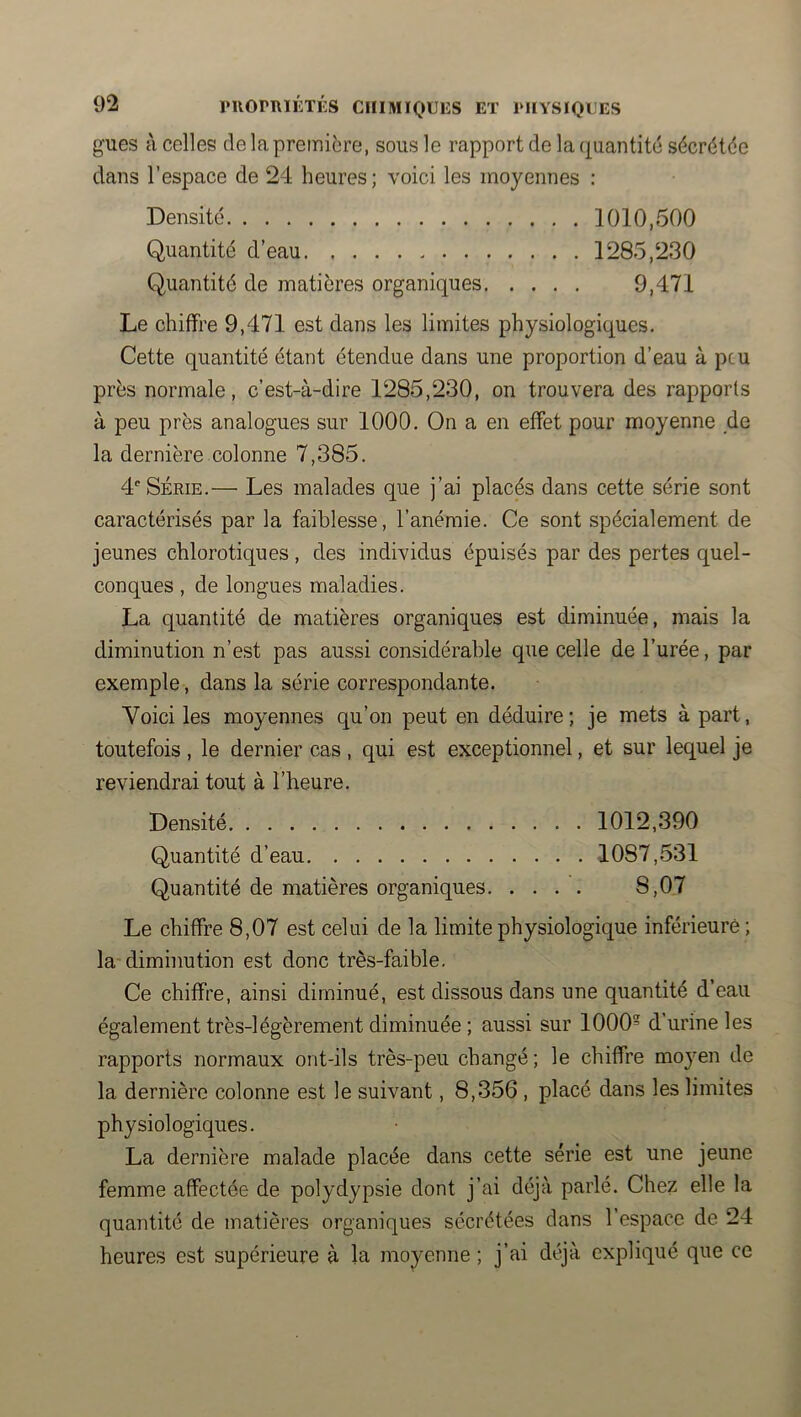 92 PROPRIÉTÉS CHIMIQUES ET PHYSIQUES
gues à celles de la première, sous le rapport de la quantité sécrétée
dans l'espace de 24 heures; voici les moyennes :
Densité. . . . . . . . . . . . . . . . . 1010,500
Quantité d'eau. . . . . . . . . . . . . . 1285,230
Quantité de matières organiques. . . . . 9,471
Le chiffre 9,471 est dans les limites physiologiques.
Cette quantité étant étendue dans une proportion d'eau à peu
près normale, c'est-à-dire 1285,230, on trouvera des rapports
à peu près analogues sur 1000. On a en effet pour moyenne de
la dernière colonne 7,385.
4e Série.— Les malades que j'ai placés dans cette série sont
caractérisés par la faiblesse, l'anémie. Ce sont spécialement de
jeunes chlorotiques, des individus épuisés par des pertes quel-
conques, de longues maladies.
La quantité de matières organiques est diminuée, mais la
diminution n'est pas aussi considérable que celle de l'urée, par
exemple, dans la série correspondante.
Voici les moyennes qu'on peut en déduire; je mets à part,
toutefois, le dernier cas, qui est exceptionnel, et sur lequel je
reviendrai tout à l'heure.
Densité. . . . . . . . . . . . . . . . . 1012,390
Quantité d'eau. . . . . . . . . . . . . . 1087,531
Quantité de matières organiques. . . . . 8,07
Le chiffre 8,07 est celui de la limite physiologique inférieure;
la diminution est donc très-faible.
Ce chiffre, ainsi diminué, est dissous dans une quantité d'eau
également très-légèrement diminuée; aussi sur 1000g d'urine les
rapports normaux ont-ils très-peu changé; le chiffre moyen de
la dernière colonne est le suivant, 8,356, placé dans les limites
physiologiques.
La dernière malade placée dans cette série est une jeune
femme affectée de polydypsie dont j'ai déjà parlé. Chez elle la
quantité de matières organiques sécrétées dans l'espace de 24
heures est supérieure à la moyenne; j'ai déjà expliqué que ce